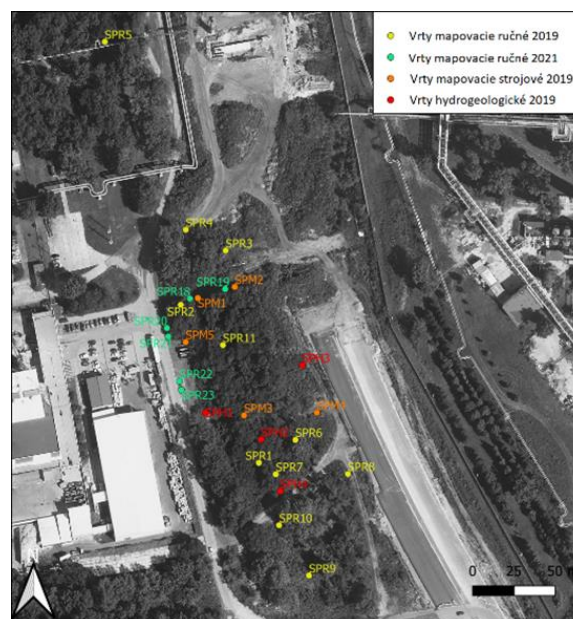 Vrty mapovacie ručné 2019
Vrty mapovacie ručné 2021
Vrty mapovacie strojové 2019
Vrty hydrogeologické 2019
SPR5
SPR4
SPR3
SPR19
SPM2
SPR18
SPM1
SPR2
SPR20
SPM5
SPR11
SPR22
SPR23
SPM3
SPR6
SPR1
SPR7
SPR8
SPR10
SPR9
0 25 50 m